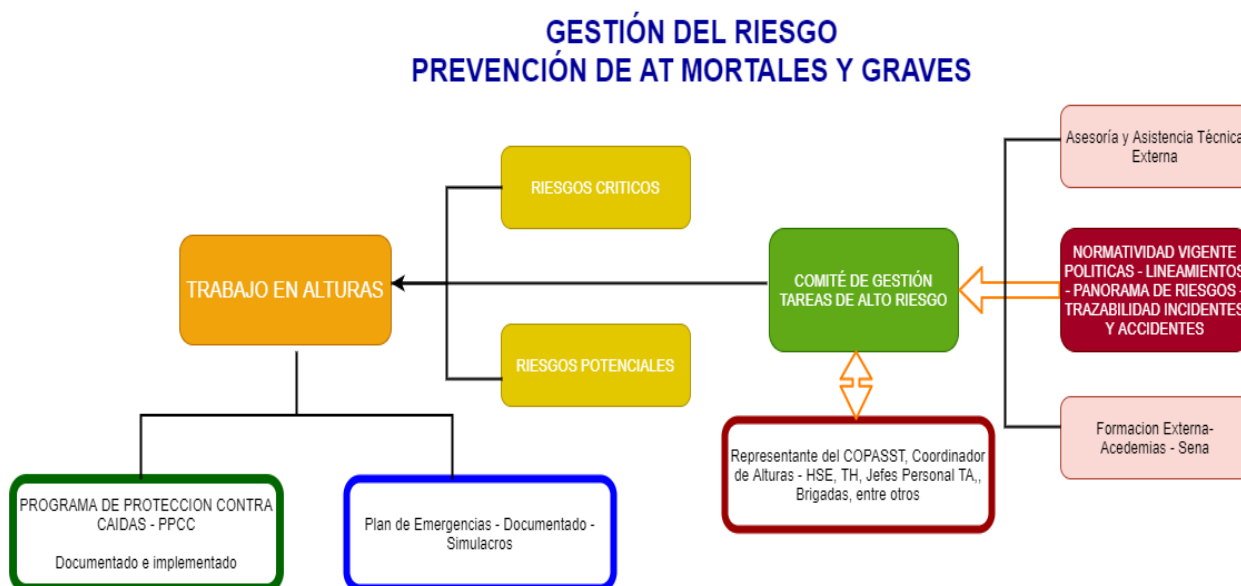 GESTIÓN DEL RIESGO
PREVENCIÓN DE AT MORTALES Y GRAVES
Asesoría y Asistencia Técnica
Externa
RIESGOS CRITICOS
TRABAJO EN ALTURAS
COMITÉ DE GESTIÓN
TAREAS DE ALTO RIESGO
NORMATIVIDAD VIGENTE
POLITICAS - LINEAMIENTOS
- PANORAMA DE RIESGOS -
TRAZABILIDAD INCIDENTES
Y ACCIDENTES
RIESGOS POTENCIALES
Formacion Externa-
Acedemias - Sena
Representante del COPASST, Coordinador
de Alturas - HSE, TH, Jefes Personal TA,,
Brigadas, entre otros
PROGRAMA DE PROTECCION CONTRA
CAIDAS - PPCC
Documentado e implementado
Plan de Emergencias - Documentado -
Simulacros